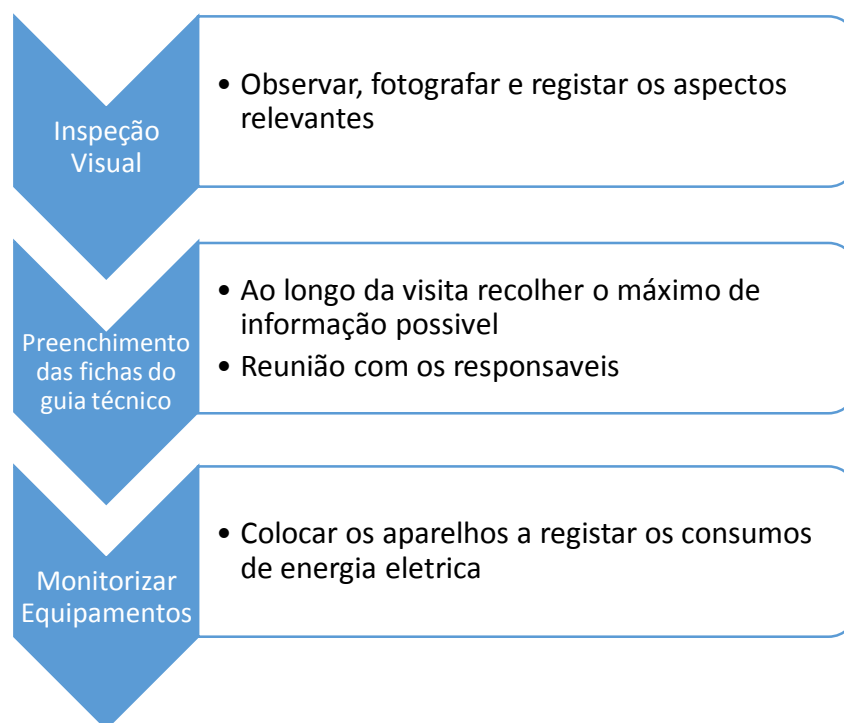 Inspeção
Visual
• Observar, fotografar e registar os aspectos
relevantes
Preenchimento
das fichas do
guia técnico
• Ao longo da visita recolher o máximo de
informação possivel
• Reunião com os responsaveis
Monitorizar
Equipamentos
• Colocar os aparelhos a registar os consumos
de energia eletrica